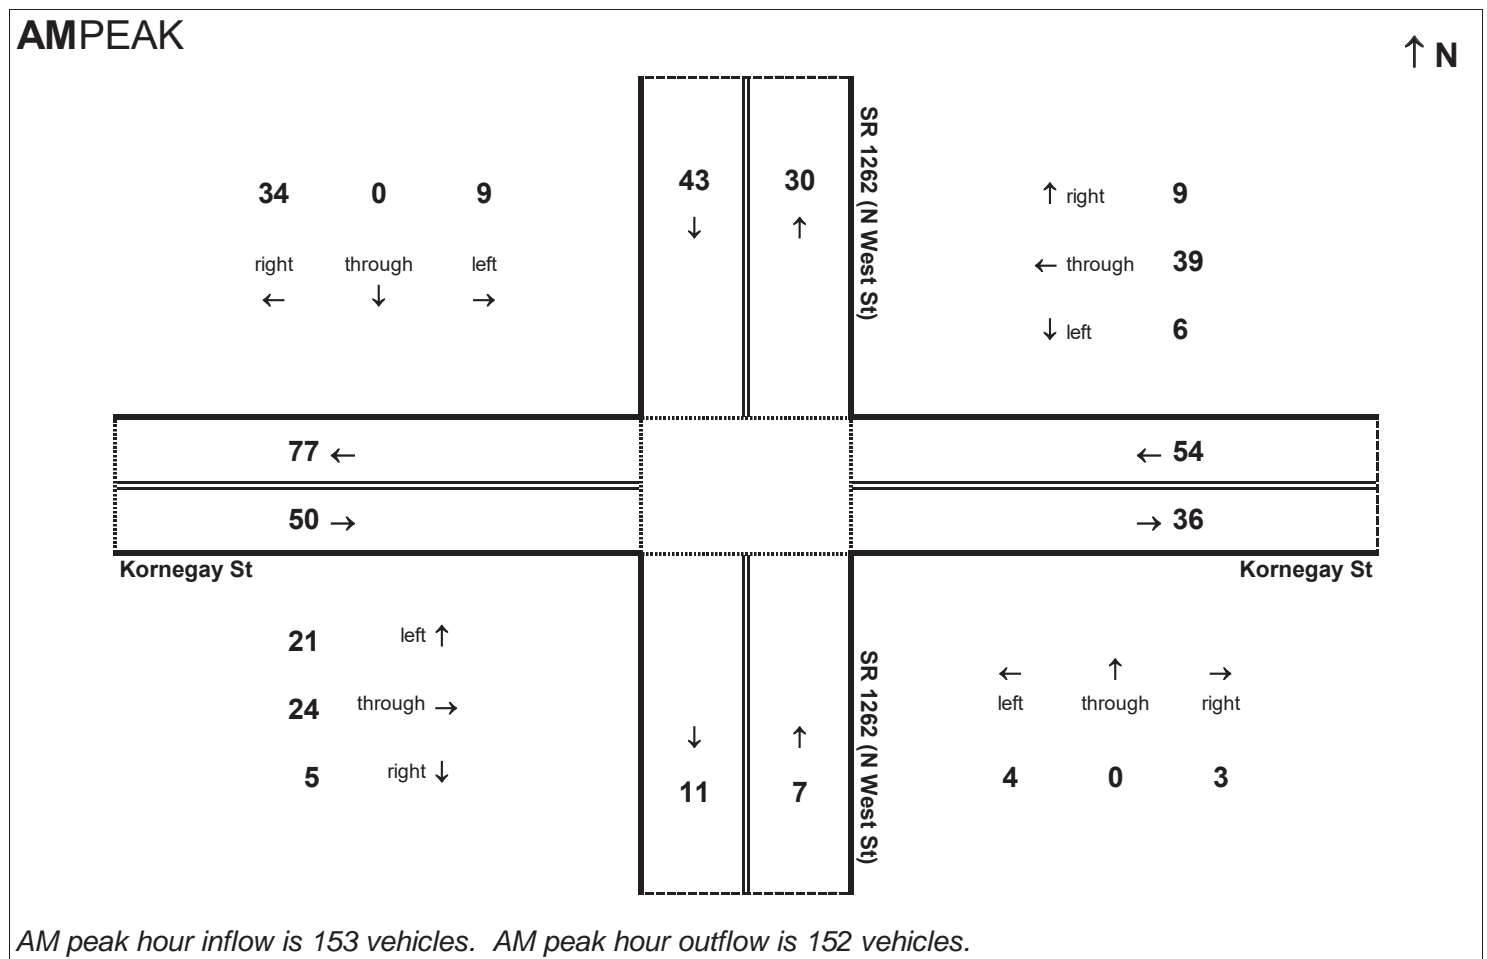 AMPEAK
↑ N
34 0 9
right through left
← ↓ →
43 30
↓ ↑
SR 1262 (N West St)
↑ right 9
← through 39
↓ left 6
77 ←
50 →
← 54
→ 36
Kornegay St
Kornegay St
21 left ↑
24 through →
5 right ↓
↓ ↑
11 7
SR 1262 (N West St)
← ↑ →
left through right
4 0 3
AM peak hour inflow is 153 vehicles. AM peak hour outflow is 152 vehicles.